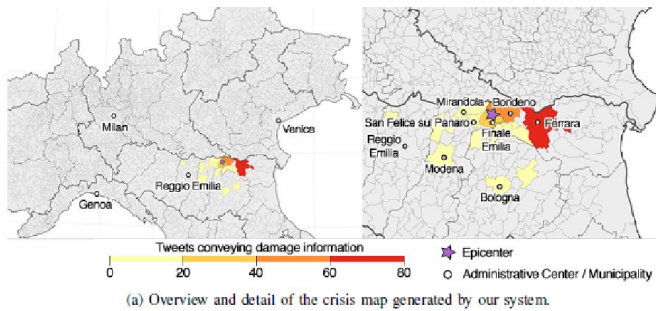 Milan
Venice
Reggio Emilia
Genoa
Mirandola
Bondeno
San Felice sul Panaro
Ferrara
Reggio
Emilia
Finale
Emilia
Modena
Bologna
Tweets conveying damage information
0 20 40 60 80
Epicenter
Administrative Center / Municipality
(a) Overview and detail of the crisis map generated by our system.